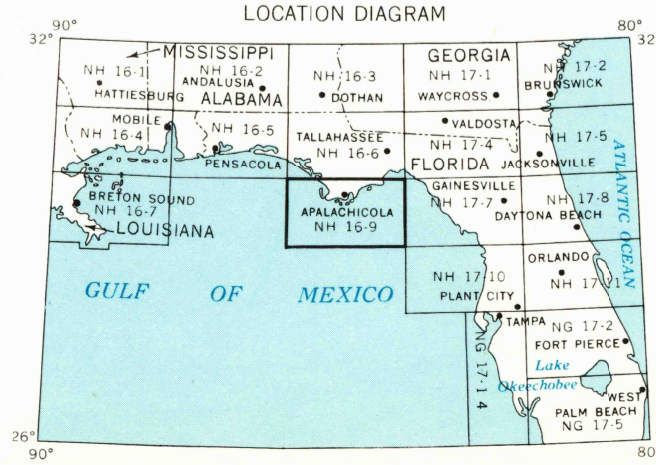 LOCATION DIAGRAM
90°
80°
32°
32°
MISSISSIPPI
GEORGIA
NH 16-1
NH 16-2
NH 16-3
NH 17-1
NH 17-2
HATTIESBURG
ANDALUSIA
ALABAMA
DOTHAN
WAYCROSS
BRUNSWICK
MOBILE
NH 16-4
NH 16-5
PENSACOLA
TALLAHASSEE
NH 16-6
VALDOSTA
NH 17-4
FLORIDA
NH 17-5
JACKSONVILLE
ATLANTIC OCEAN
BRETON SOUND
NH 16-7
LOUISIANA
APALACHICOLA
NH 16-9
GAINESVILLE
NH 17-7
NH 17-8
DAYTONA BEACH
GULF OF MEXICO
NH 17-10
PLANT CITY
ORLANDO
NH 17-11
TAMPA
NG 17-2
FORT PIERCE
NG 17-1
4
Lake
Okeechobee
WEST
PALM BEACH
NG 17-5
26°
90°
80